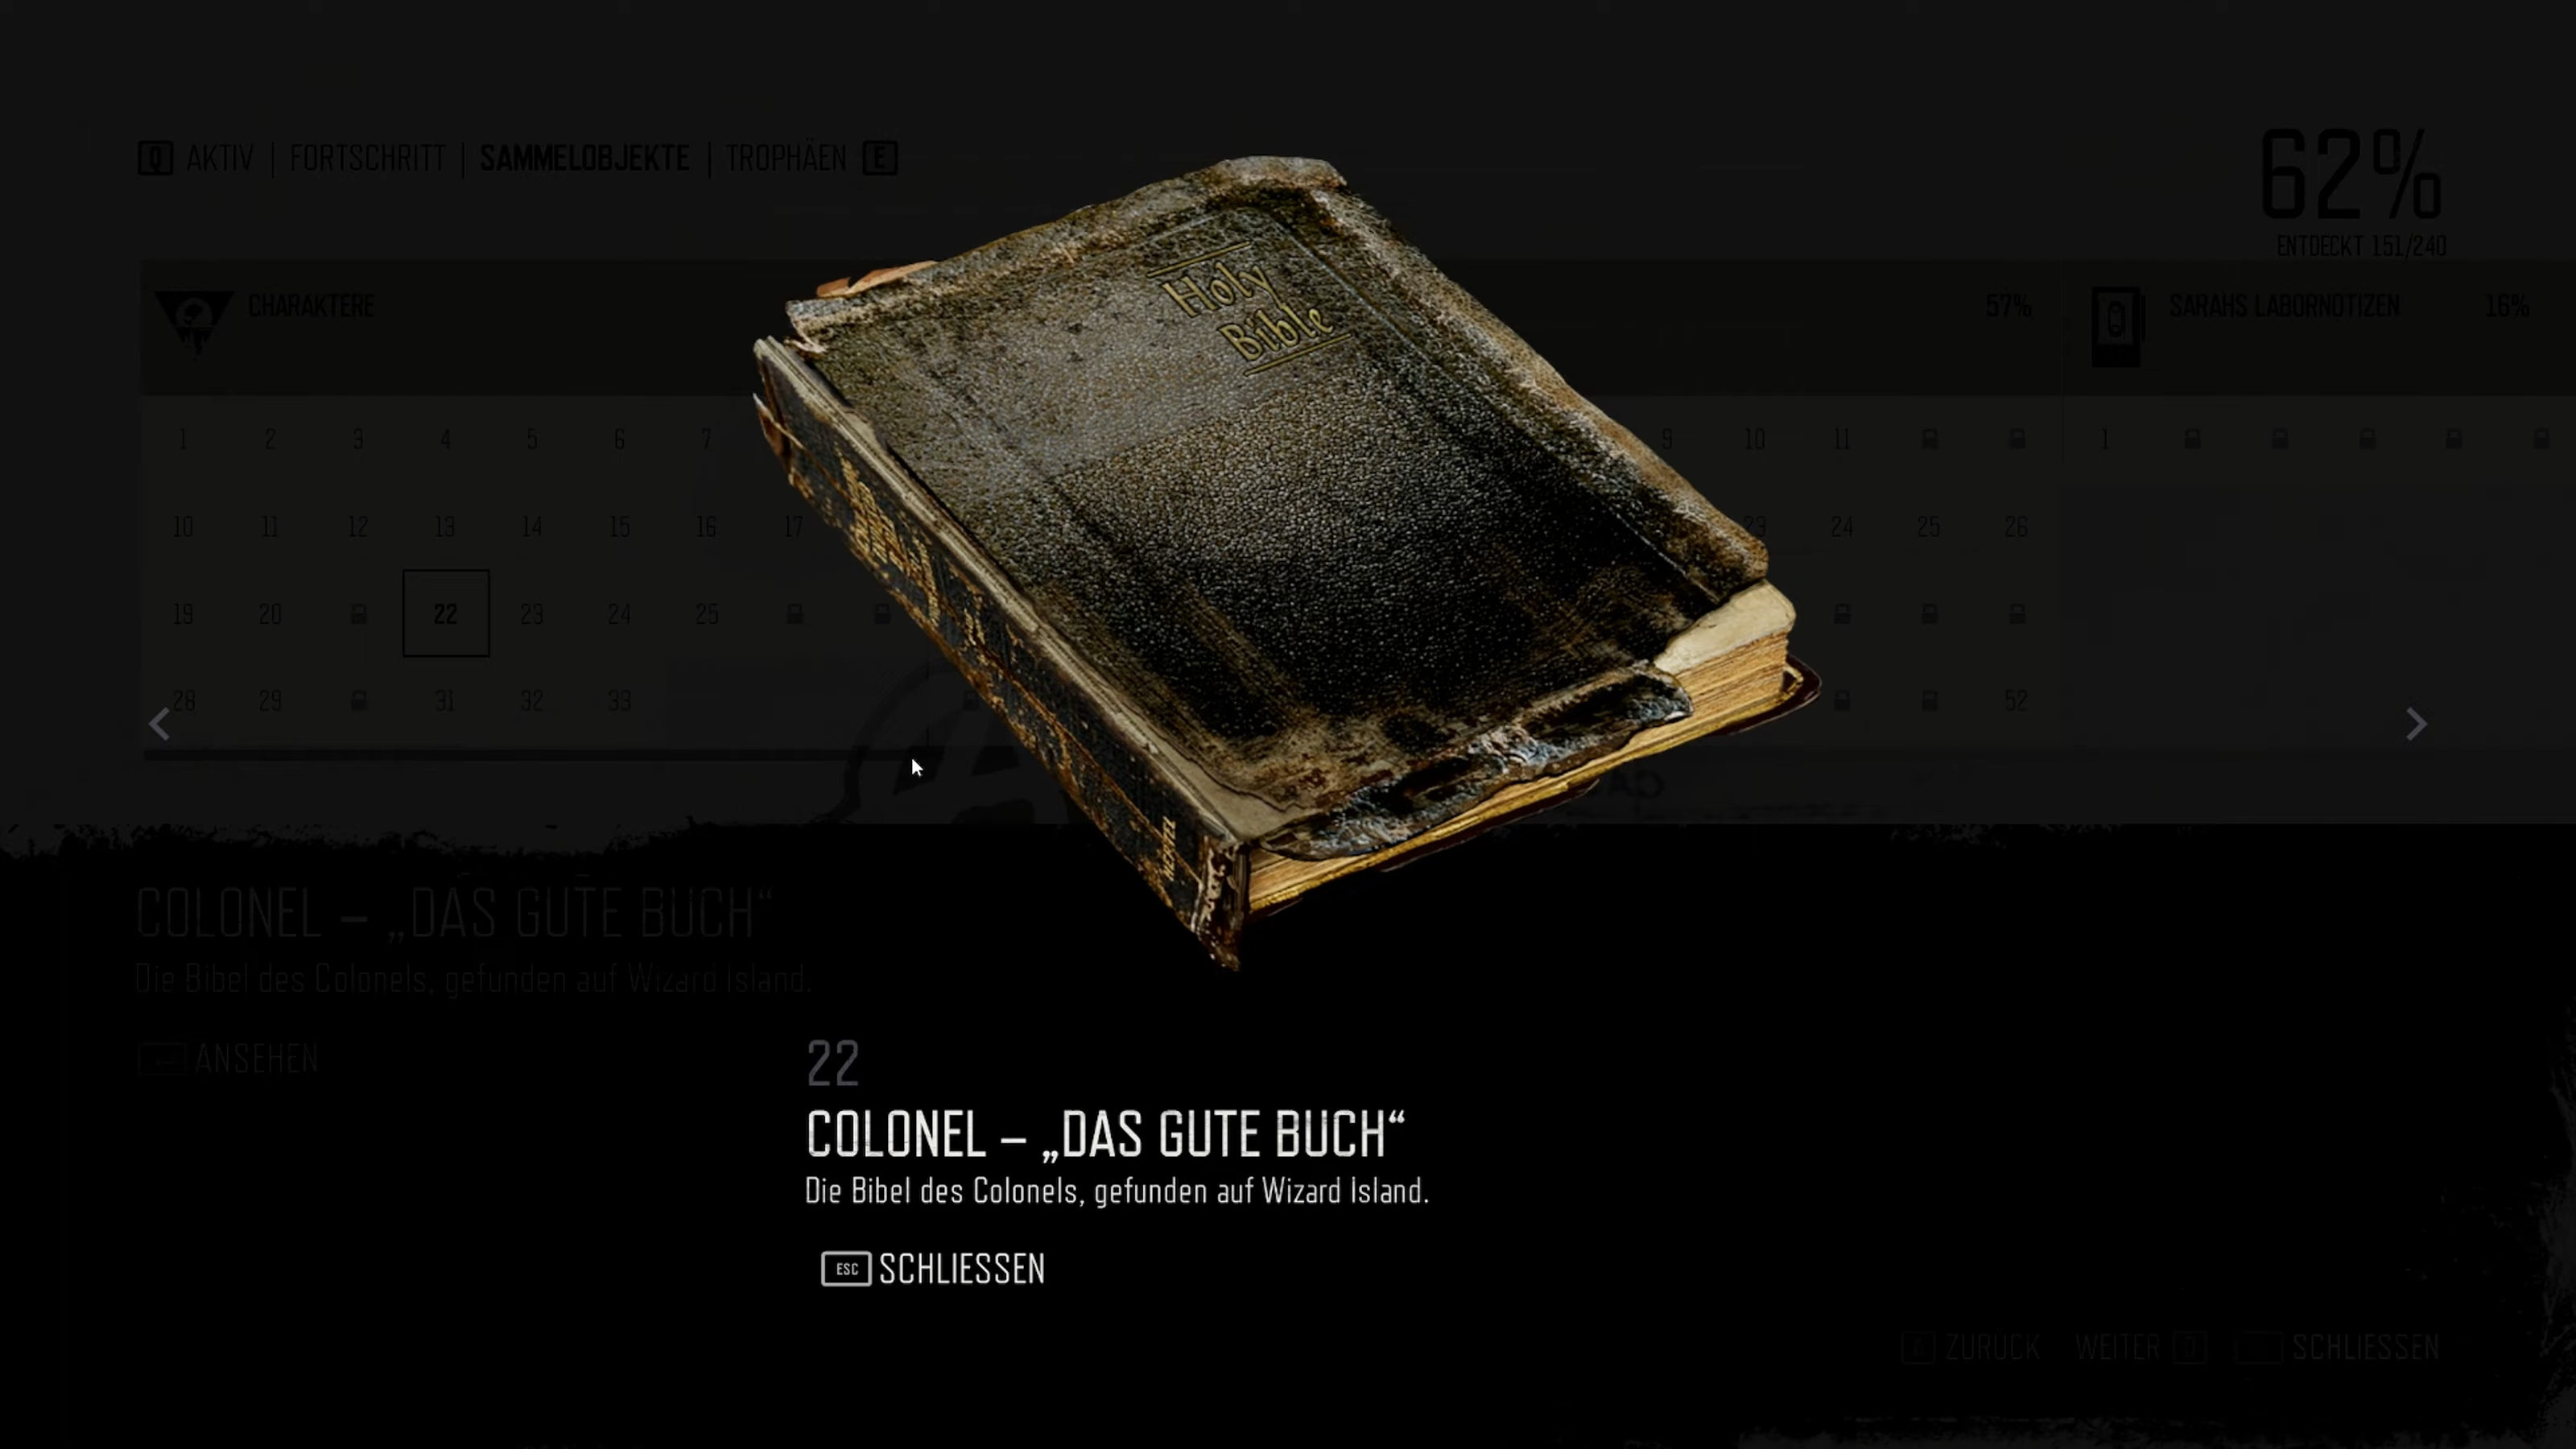 Q AKTIV | FORTSCHRITT | SAMMELOBJEKTE | TROPHÄEN E
62%
ENTDECKT 151/240
CHARAKTERE
57%
SARAHS LABORNOTIZEN 16%
Holy
Bible
1 2 3 4 5 6 7 9 10 11 1
10 11 12 13 14 15 16 17 23 24 25 26
19 20 22 23 24 25
28 29 31 32 33 52
COLONEL – „DAS GUTE BUCH“
Die Bibel des Colonels, gefunden auf Wizard Island.
ANSEHEN
22
COLONEL – „DAS GUTE BUCH“
Die Bibel des Colonels, gefunden auf Wizard Island.
ESC SCHLIESSEN
ZURÜCK WEITER D SCHLIESSEN